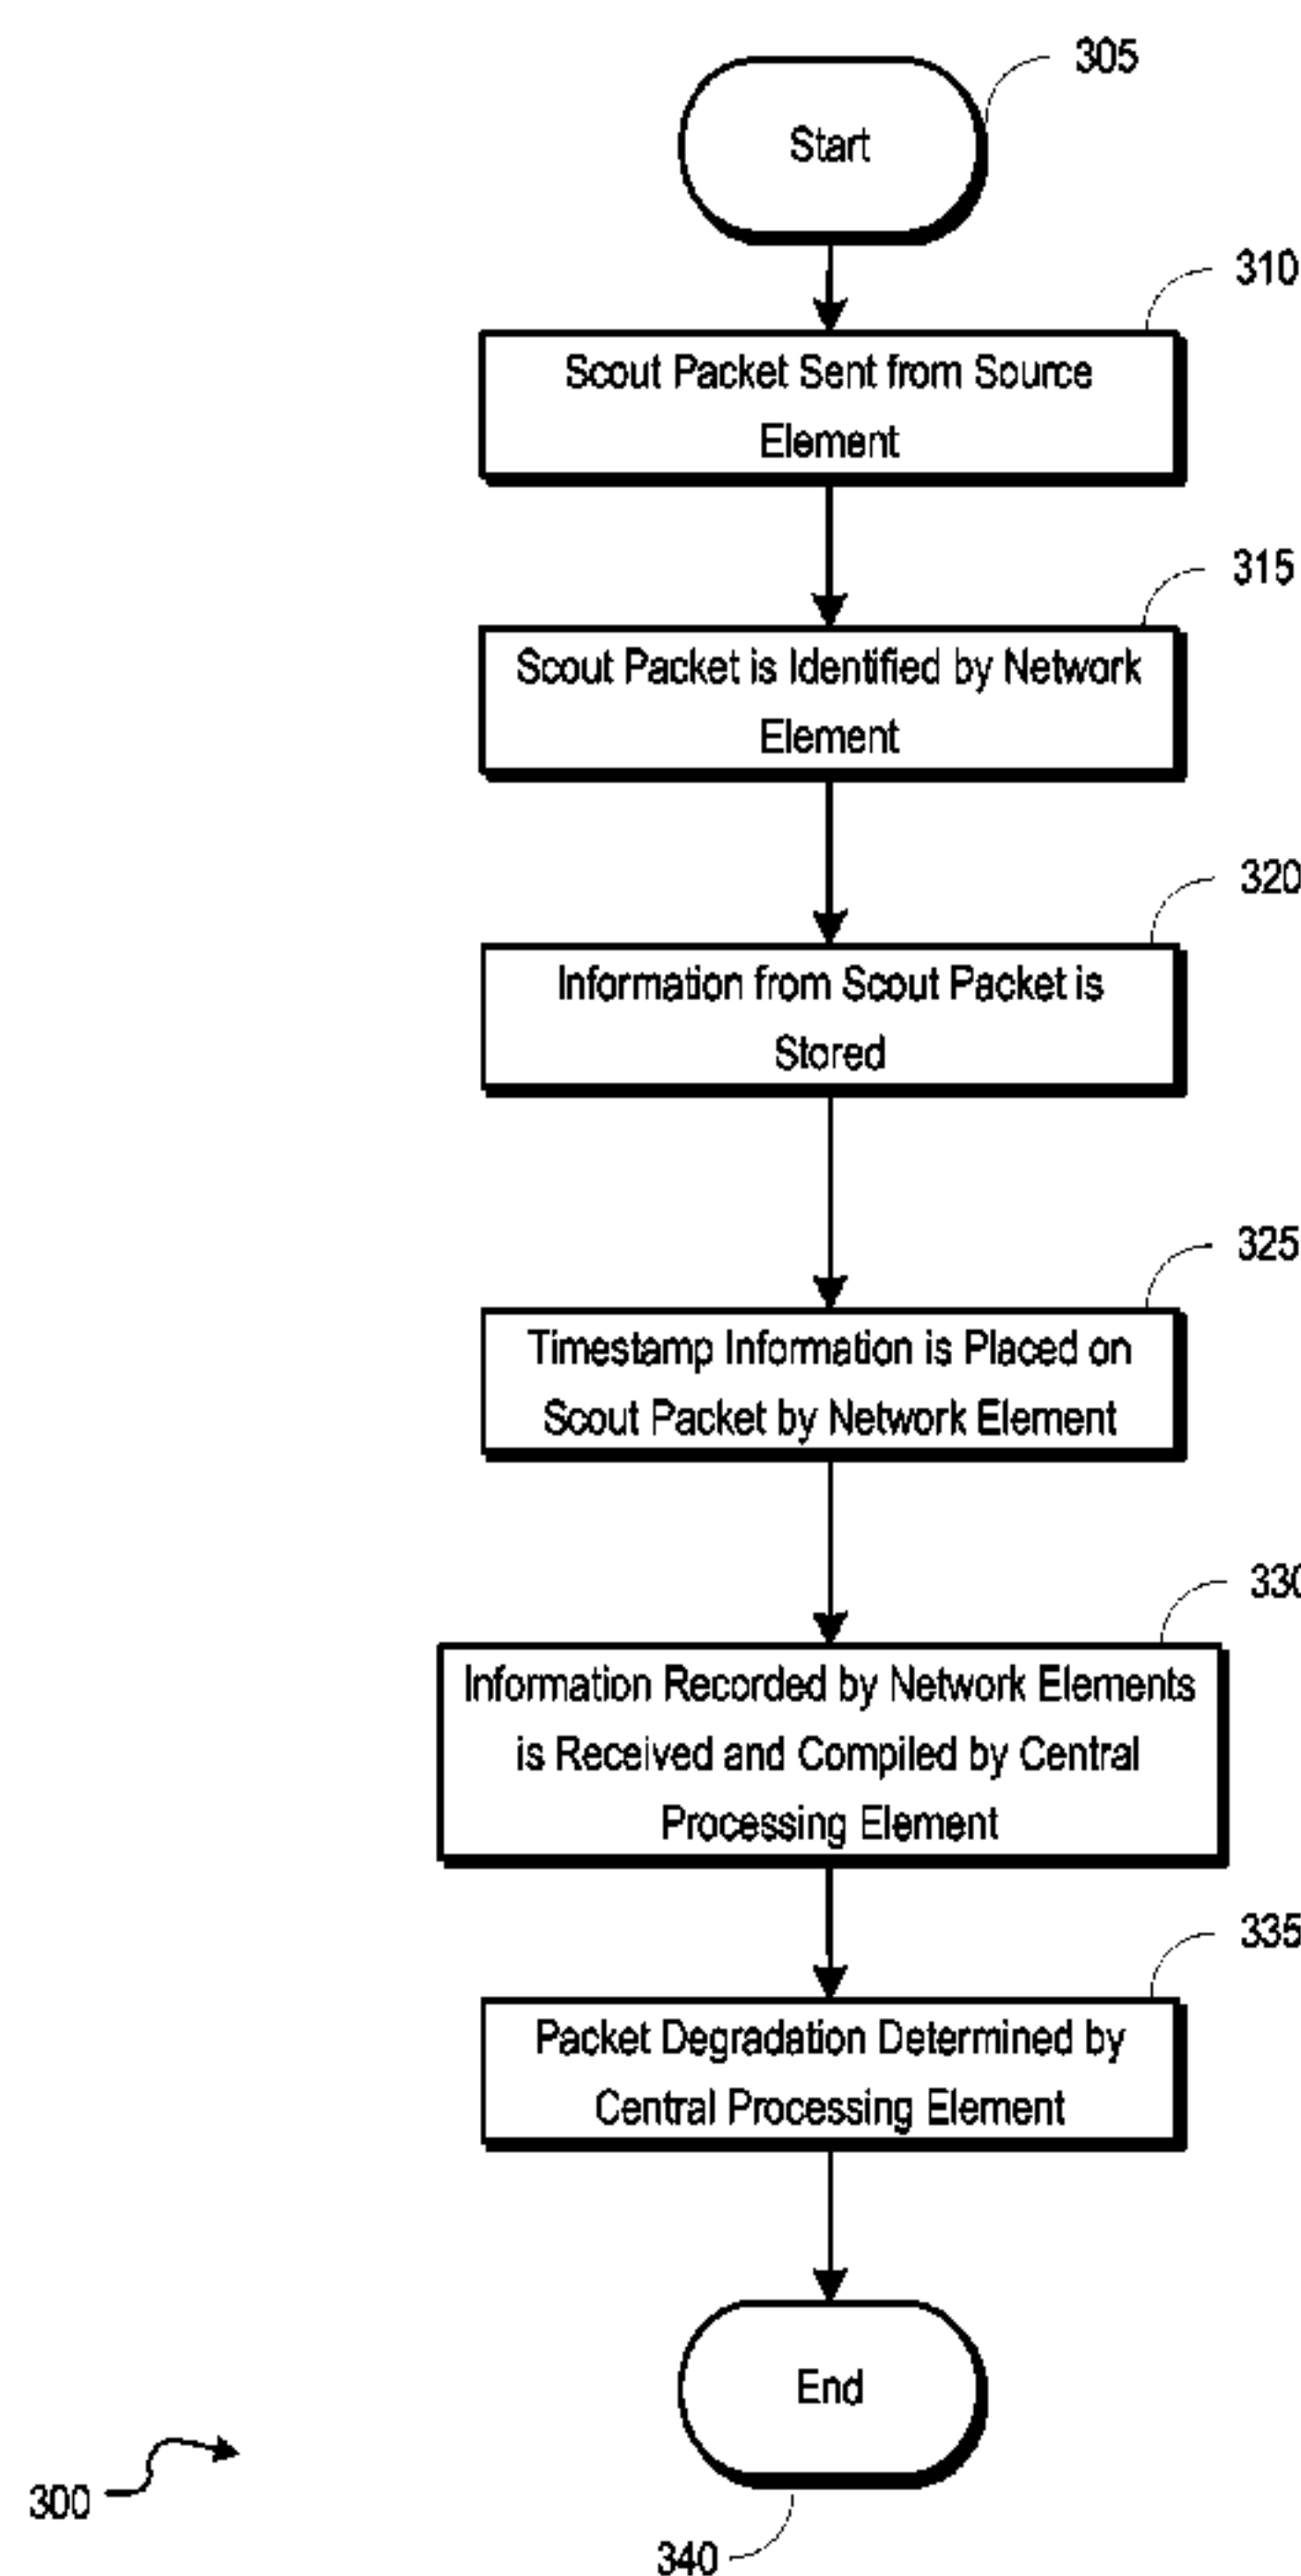 305
Start
310
Scout Packet Sent from Source
Element
315
Scout Packet is Identified by Network
Element
320
Information from Scout Packet is
Stored
325
Timestamp Information is Placed on
Scout Packet by Network Element
330
Information Recorded by Network Elements
is Received and Compiled by Central
Processing Element
335
Packet Degradation Determined by
Central Processing Element
End
300
340